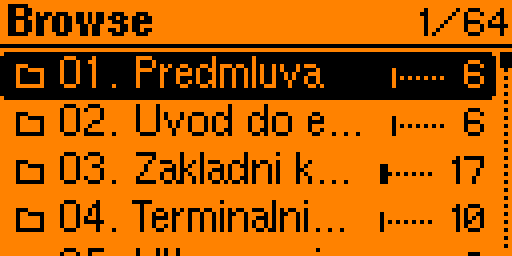 Browse 1/64
01. Predmluva 6
02. Uvod do e... 6
03. Zakladni k... 17
04. Terminalni... 10